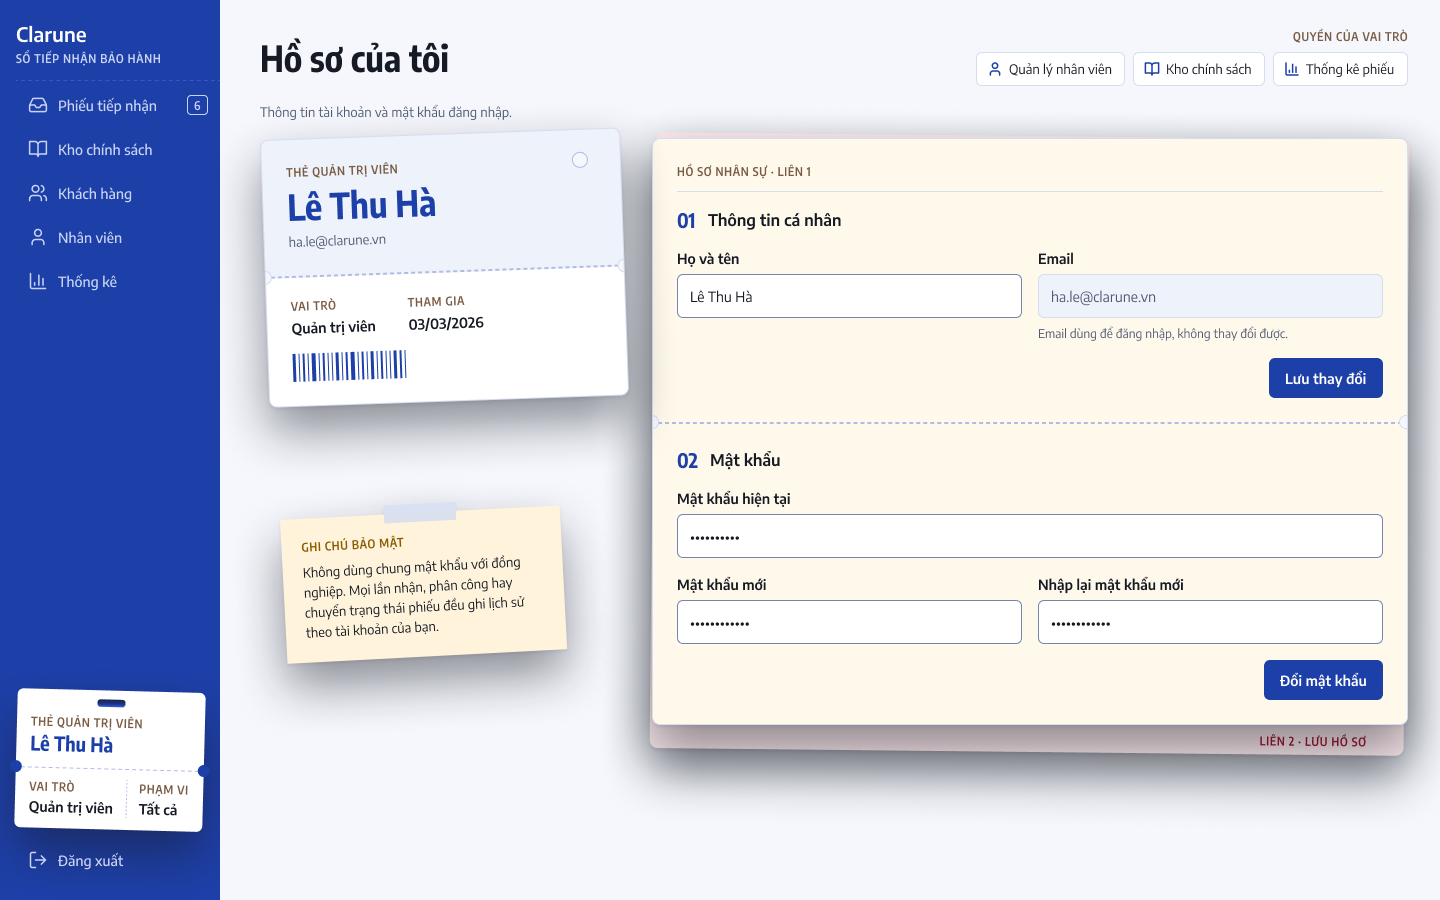 Clarune
SỔ TIẾP NHẬN BẢO HÀNH
Phiếu tiếp nhận 6
Kho chính sách
Khách hàng
Nhân viên
Thống kê
THẺ QUẢN TRỊ VIÊN
Lê Thu Hà
VAI TRÒ PHẠM VI
Quản trị viên Tất cả
Đăng xuất
Hồ sơ của tôi
Thông tin tài khoản và mật khẩu đăng nhập.
QUYỀN CỦA VAI TRÒ
Quản lý nhân viên Kho chính sách Thống kê phiếu
THẺ QUẢN TRỊ VIÊN
Lê Thu Hà
ha.le@clarune.vn
VAI TRÒ THAM GIA
Quản trị viên 03/03/2026
GHI CHÚ BẢO MẬT
Không dùng chung mật khẩu với đồng
nghiệp. Mọi lần nhận, phân công hay
chuyển trạng thái phiếu đều ghi lịch sử
theo tài khoản của bạn.
HỒ SƠ NHÂN SỰ · LIÊN 1
01 Thông tin cá nhân
Họ và tên Email
Lê Thu Hà ha.le@clarune.vn
Email dùng để đăng nhập, không thay đổi được.
Lưu thay đổi
02 Mật khẩu
Mật khẩu hiện tại
••••••••••
Mật khẩu mới Nhập lại mật khẩu mới
•••••••••••• ••••••••••••
Đổi mật khẩu
LIÊN 2 · LƯU HỒ SƠ